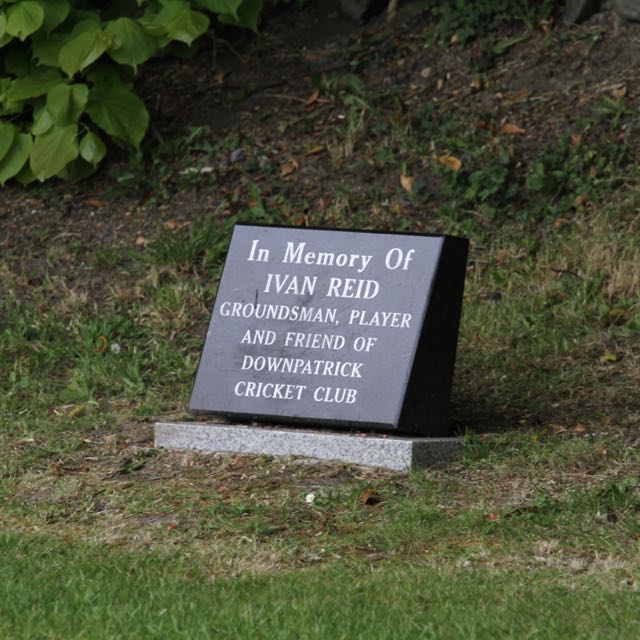 In Memory Of
IVAN REID
GROUNDSMAN, PLAYER
AND FRIEND OF
DOWNPATRICK
CRICKET CLUB